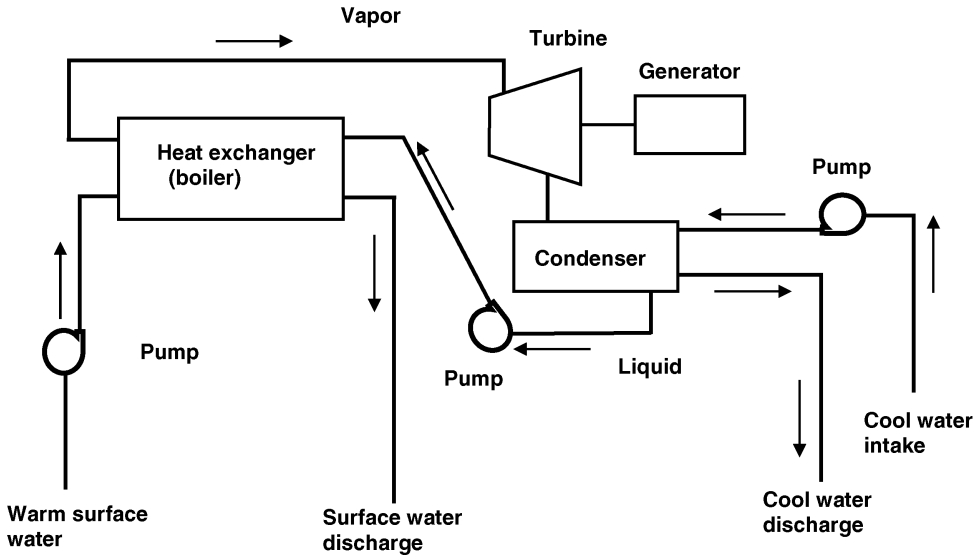 Vapor
Turbine
Generator
Heat exchanger
(boiler)
Pump
Condenser
Pump
Pump
Liquid
Cool water
intake
Warm surface
water
Surface water
discharge
Cool water
discharge